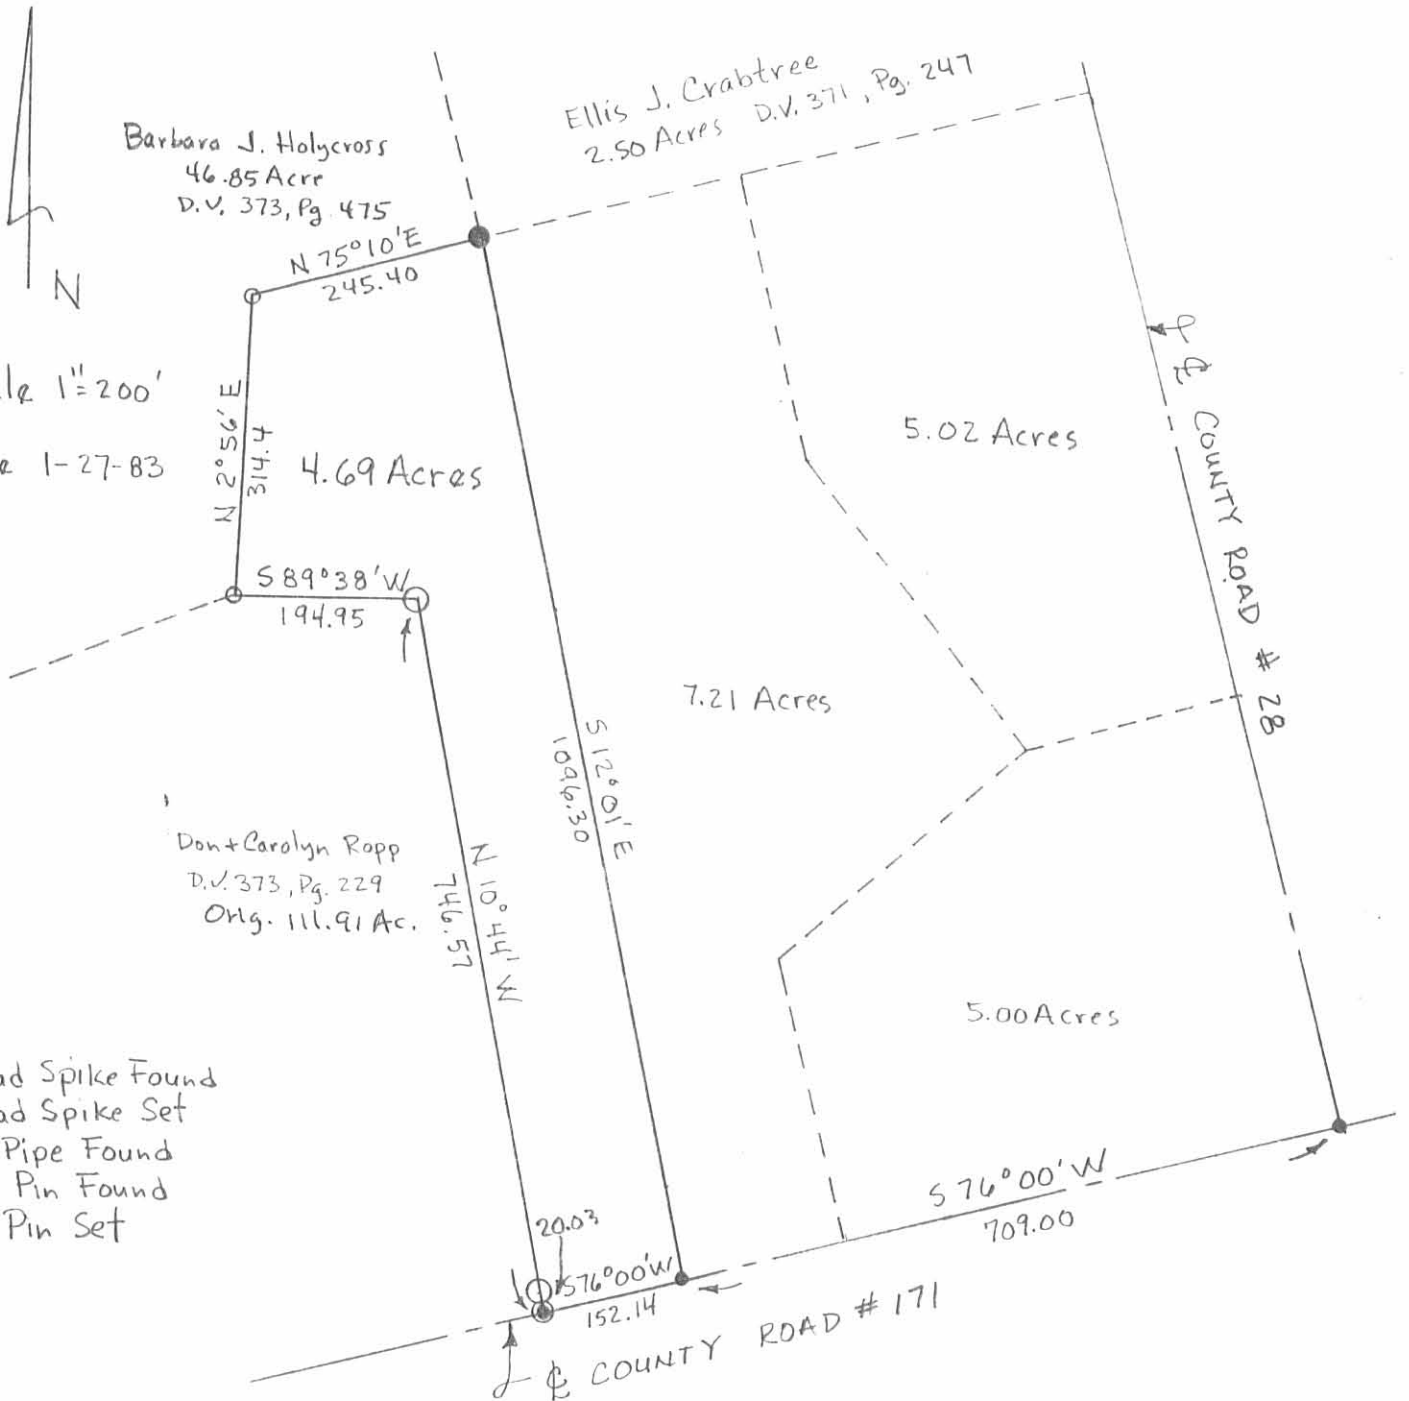 Ellis J. Crabtree
2.50 Acres D.V. 371, Pg. 247
Barbara J. Holycross
46.85 Acre
D.V. 373, Pg 475
N 75°10'E
245.40
N
1"=200'
1-27-83
N 2°56' E
314.4
4.69 Acres
5.02 Acres
℄ COUNTY ROAD # 28
S 89°38'W
194.95
7.21 Acres
S 12°01' E
1096.30
Don + Carolyn Ropp
D.V. 373, Pg. 229
Orig. 111.91 Ac.
N 10°44' W
746.57
5.00 Acres
Spike Found
Spike Set
Pipe Found
Pin Found
Pin Set
20.03
S76°00'W
152.14
S 76°00'W
709.00
℄ COUNTY ROAD # 171